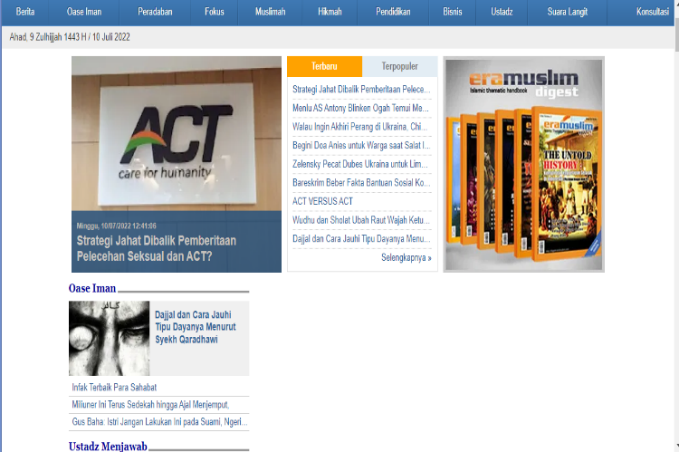 Berita Oase Iman Peradaban Fokus Muslimah Hikmah Pendidikan Bisnis Ustadz Suara Langit Konsultasi
Ahad, 9 Zulhijjah 1443 H / 10 Juli 2022
ACT
care for humanity
Minggu, 10/07/2022 12:41:06
Strategi Jahat Dibalik Pemberitaan
Pelecehan Seksual dan ACT?
Terbaru Terpopuler
Strategi Jahat Dibalik Pemberitaan Pelece...
Menlu AS Antony Blinken Ogah Temui Me...
Walau Ingin Akhiri Perang di Ukraina, Chi...
Begini Doa Anies untuk Warga saat Salat I...
Zelensky Pecat Dubes Ukraina untuk Lim...
Bareskrim Beber Fakta Bantuan Sosial Ko...
ACT VERSUS ACT
Wudhu dan Sholat Ubah Raut Wajah Ketu...
Dajjal dan Cara Jauhi Tipu Dayanya Menu...
Selengkapnya »
eramuslim
Islamic thematic handbook digest
eramuslim
THE UNTOLD
HISTORY
Oase Iman
Dajjal dan Cara Jauhi
Tipu Dayanya Menurut
Syekh Qaradhawi
Infak Terbaik Para Sahabat
Miliuner Ini Terus Sedekah hingga Ajal Menjemput,
Gus Baha: Istri Jangan Lakukan Ini pada Suami, Ngeri...
Ustadz Menjawab